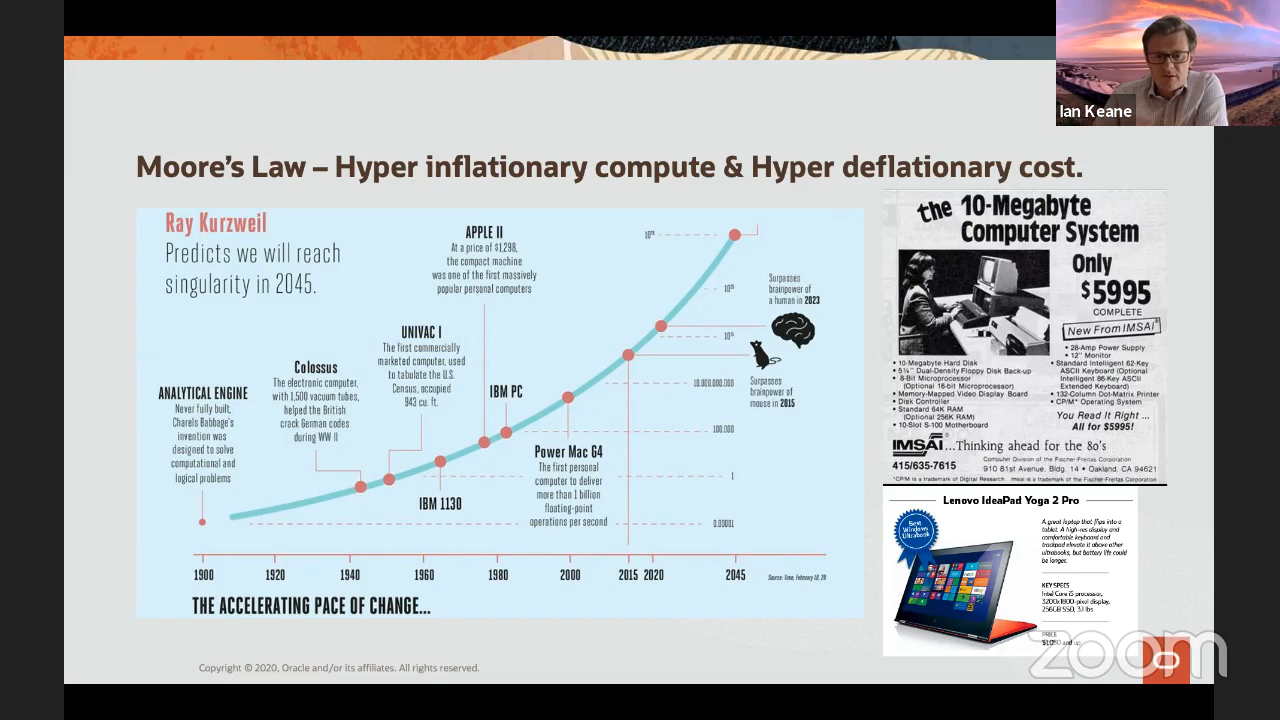 Ian Keane
Moore's Law – Hyper inflationary compute & Hyper deflationary cost.
Ray Kurzweil
Predicts we will reach
singularity in 2045.
ANALYTICAL ENGINE
Never fully built,
Charels Babbage's
invention was
designed to solve
computational and
logical problems
Colossus
The electronic computer,
with 1,500 vacuum tubes,
helped the British
crack German codes
during WW II
UNIVAC I
The first commercially
marketed computer, used
to tabulate the U.S.
Census, occupied
943 cu. ft.
APPLE II
At a price of $1,298,
the compact machine
was one of the first massively
popular personal computers
IBM 1130
IBM PC
Power Mac G4
The first personal
computer to deliver
more than 1 billion
floating-point
operations per second
10,000,000,000
100,000
1
0.00001
Surpasses
brainpower of
a human in 2023
Surpasses
brainpower of
mouse in 2015
1900
1920
1940
1960
1980
2000
2015
2020
2045
Source: Time, February 10, 20
THE ACCELERATING PACE OF CHANGE...
the 10-Megabyte
Computer System
Only
$5995
COMPLETE
New From IMSAI®
• 10-Megabyte Hard Disk
• 5¼" Dual-Density Floppy Disk Back-up
• 8-Bit Microprocessor
(Optional 16-bit Microprocessor)
• Memory-Mapped Video Display Board
• Disk Controller
• Standard 64K RAM
(Optional 256K RAM)
• 10-Slot S-100 Motherboard
• 28-Amp Power Supply
• 12" Monitor
• Standard Intelligent 62-Key
ASCII Keyboard (Optional
Intelligent 86-Key ASCII
Extended Keyboard)
• 132-Column Dot-Matrix Printer
• CP/M* Operating System
You Read It Right ...
All for $5995!
IMSAI ...Thinking ahead for the 80's
415/635-7615
Computer Division of the Fischer-Freitas Corporation
910 81st Avenue, Bldg. 14 • Oakland, CA 94621
*CP/M is a trademark of Digital Research. Imsai is a trademark of the Fischer-Freitas Corporation
Lenovo IdeaPad Yoga 2 Pro
Best
Windows
Ultrabook
A great laptop that flips into a
tablet. A high-res display and
comfortable keyboard and
trackpad elevate it above other
ultrabooks, but battery life could
be longer.
KEY SPECS
Intel Core i5 processor,
3200x1800-pixel display,
256GB SSD, 3.1 lbs
PRICE
and up
Copyright © 2020, Oracle and/or its affiliates. All rights reserved.
zoom